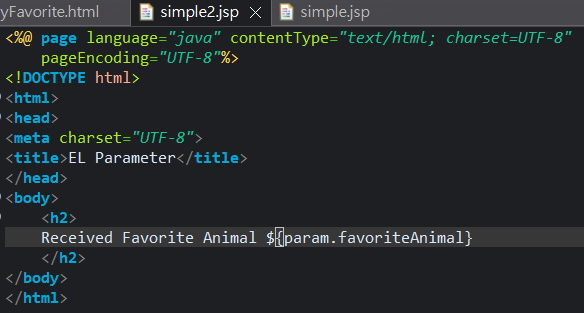 yFavorite.html simple2.jsp simple.jsp
<%@ page language="java" contentType="text/html; charset=UTF-8"
    pageEncoding="UTF-8"%>
<!DOCTYPE html>
<html>
<head>
<meta charset="UTF-8">
<title>EL Parameter</title>
</head>
<body>
    <h2>
    Received Favorite Animal ${param.favoriteAnimal}
    </h2>
</body>
</html>